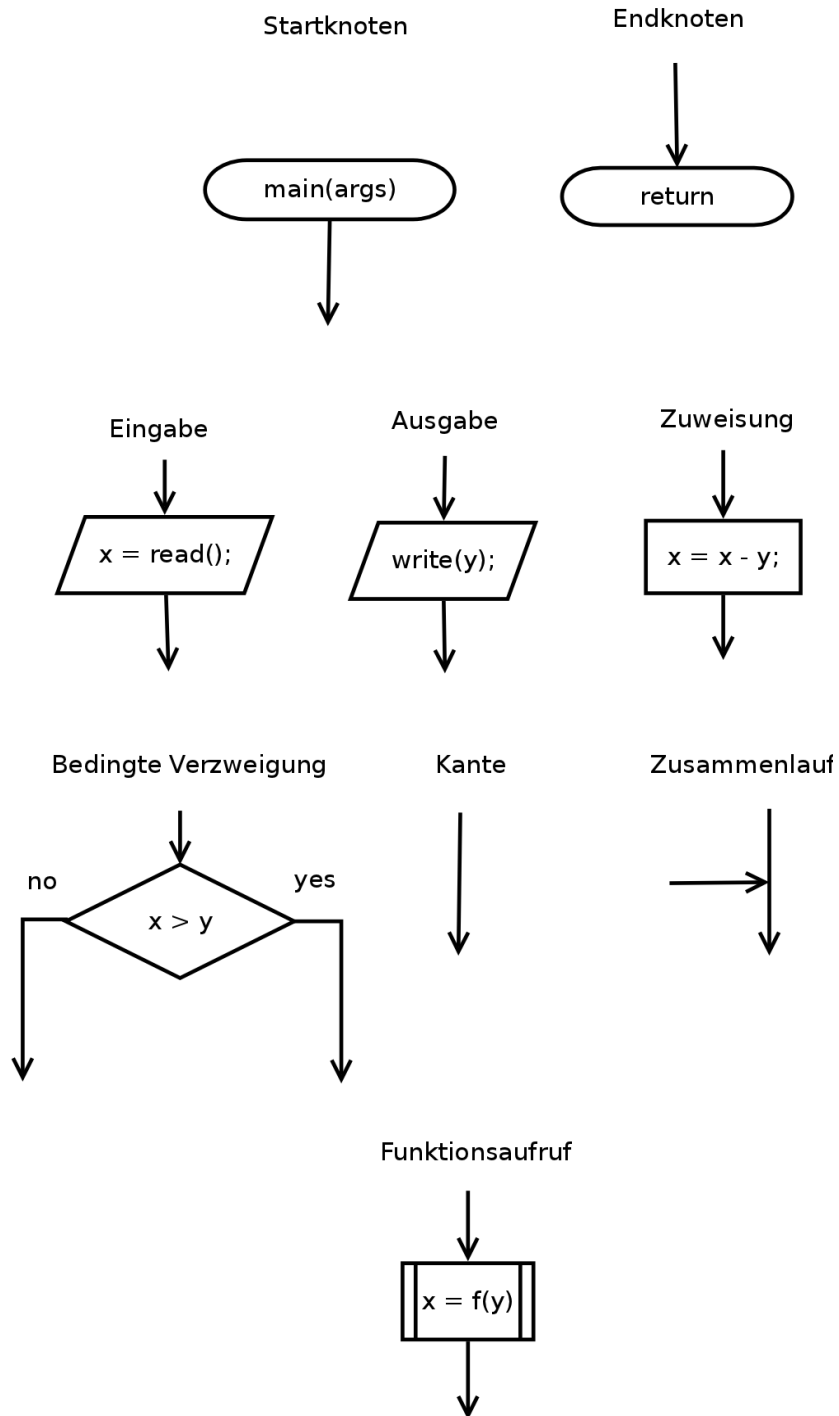 Startknoten
Endknoten
main(args)
return
Eingabe
Ausgabe
Zuweisung
x = read();
write(y);
x = x - y;
Bedingte Verzweigung
Kante
Zusammenlauf
no
yes
x > y
Funktionsaufruf
x = f(y)